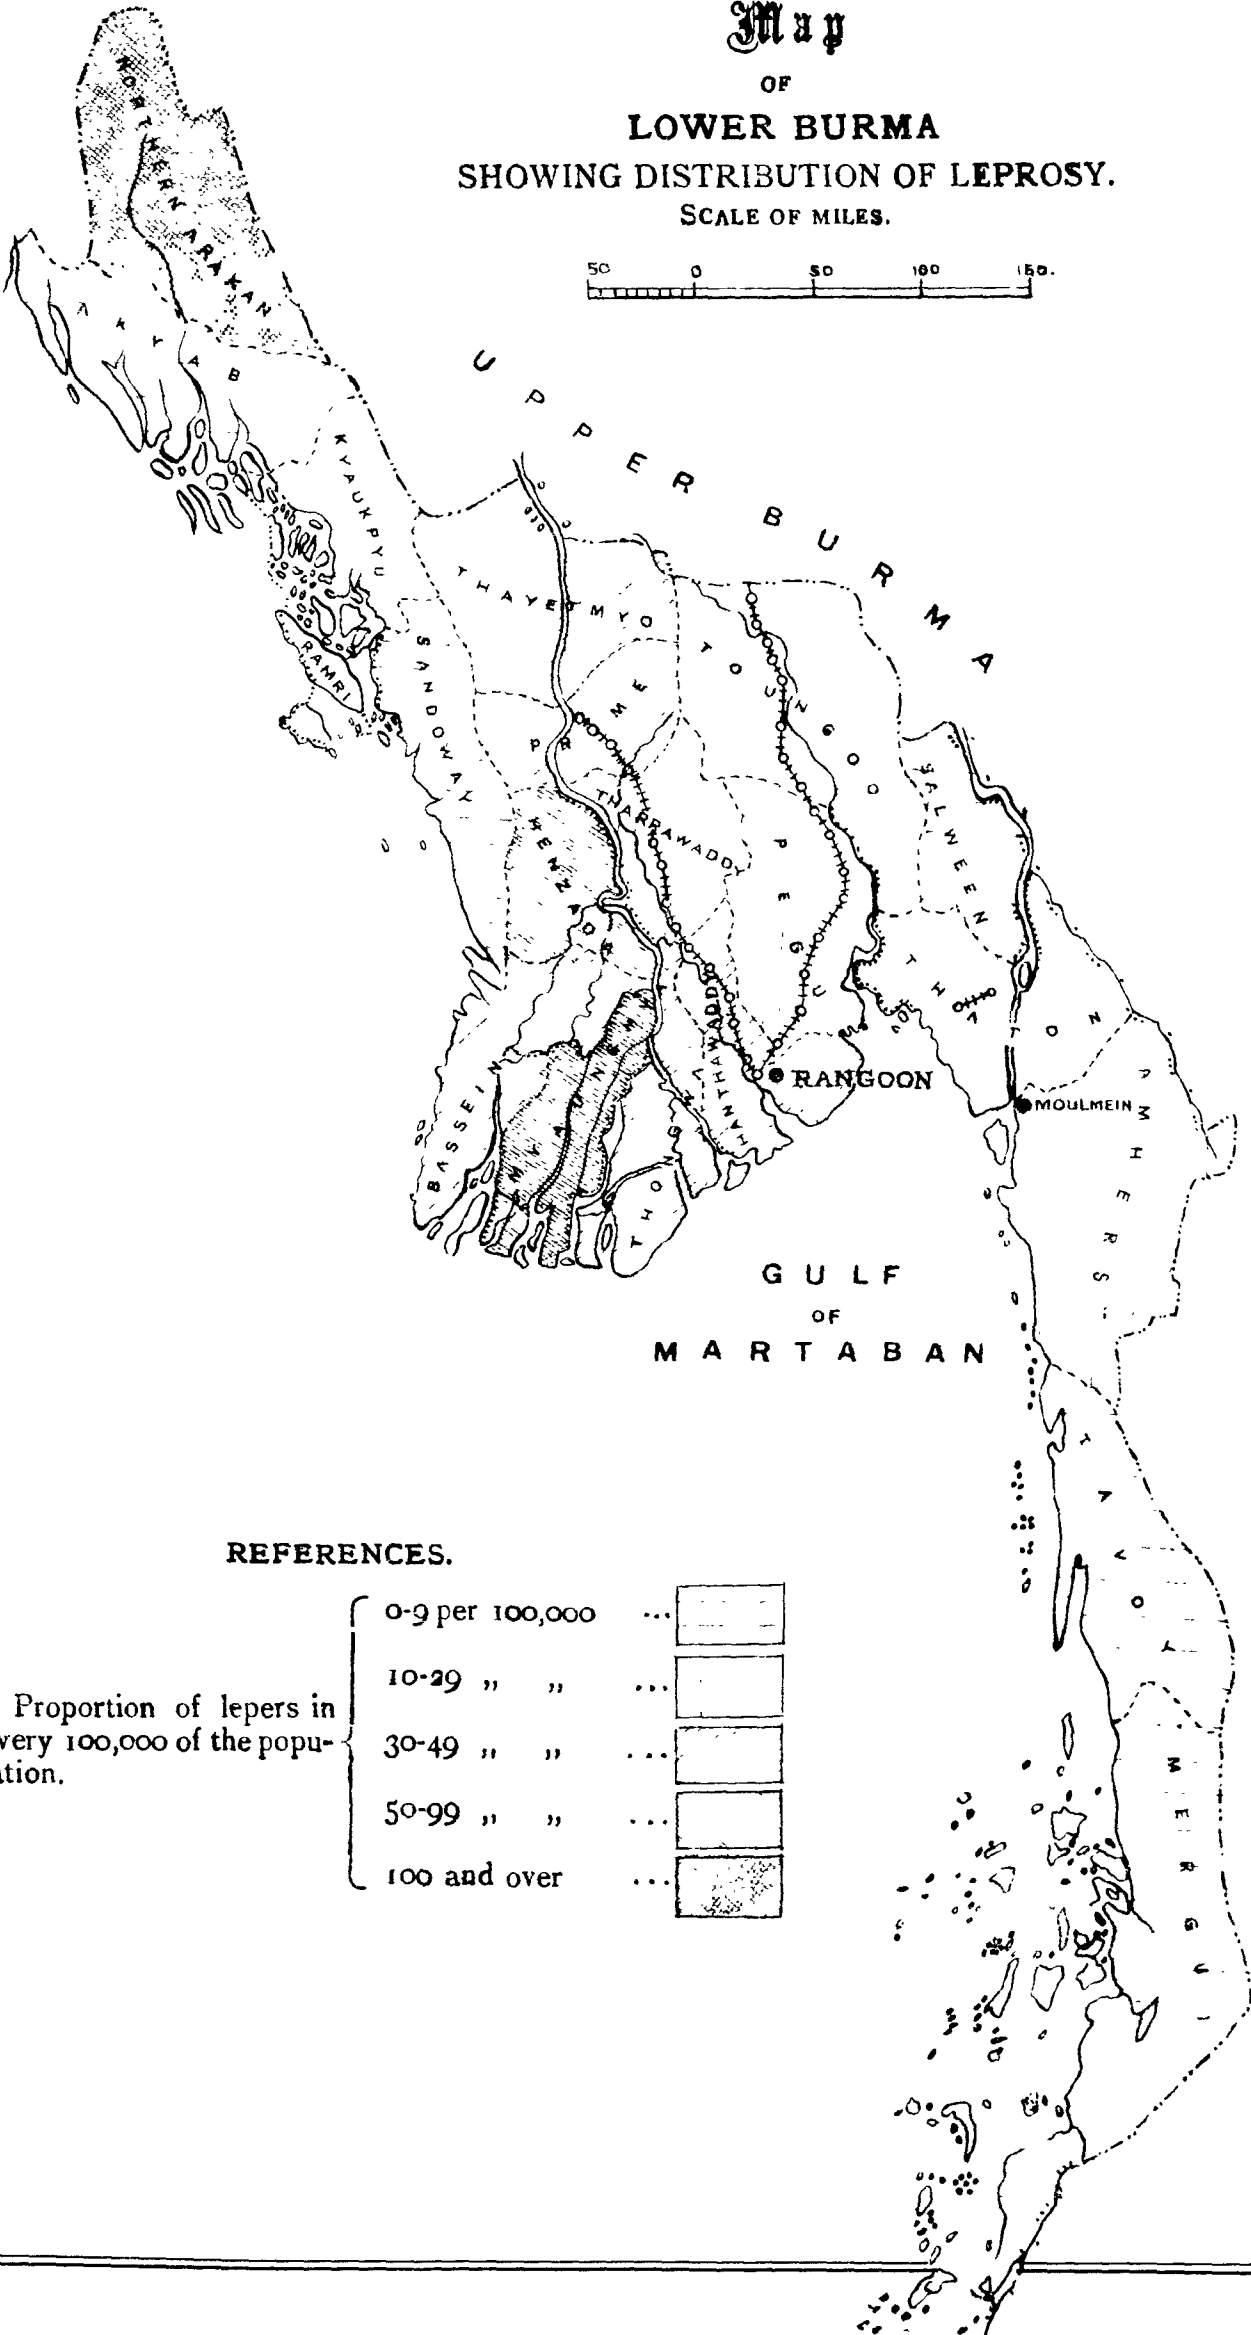 Map
OF
LOWER BURMA
SHOWING DISTRIBUTION OF LEPROSY.
SCALE OF MILES.
50 0 50 100 150.
NORTHERN ARAKAN
AKYAB
UPPER BURMA
KYAUKPYU
RAMRI
SANDOWAY
THAYETMYO
TOUNGOO
PROME
THARRAWADDY
HENZADA
PEGU
SALWEEN
THATON
BASSEIN
MYAUNGMYA
THONGWA
HANTHAWADDY
RANGOON
MOULMEIN
AMHERST
GULF
OF
MARTABAN
TAVOY
MERGUI
REFERENCES.
Proportion of lepers in
very 100,000 of the popu-
ation.
0-9 per 100,000 ...
10-29 „ „ ...
30-49 „ „ ...
50-99 „ „ ...
100 and over ...